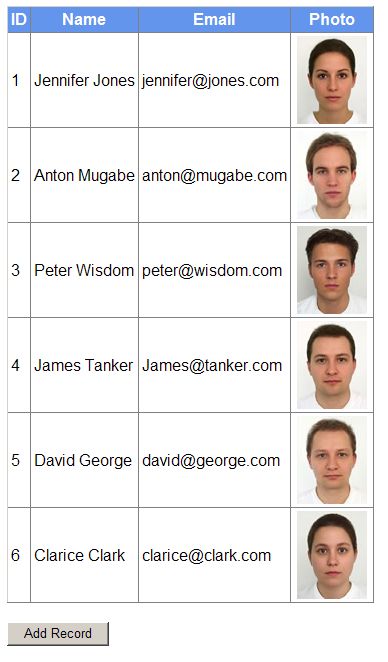 ID Name Email Photo
1 Jennifer Jones jennifer@jones.com
2 Anton Mugabe anton@mugabe.com
3 Peter Wisdom peter@wisdom.com
4 James Tanker James@tanker.com
5 David George david@george.com
6 Clarice Clark clarice@clark.com
Add Record